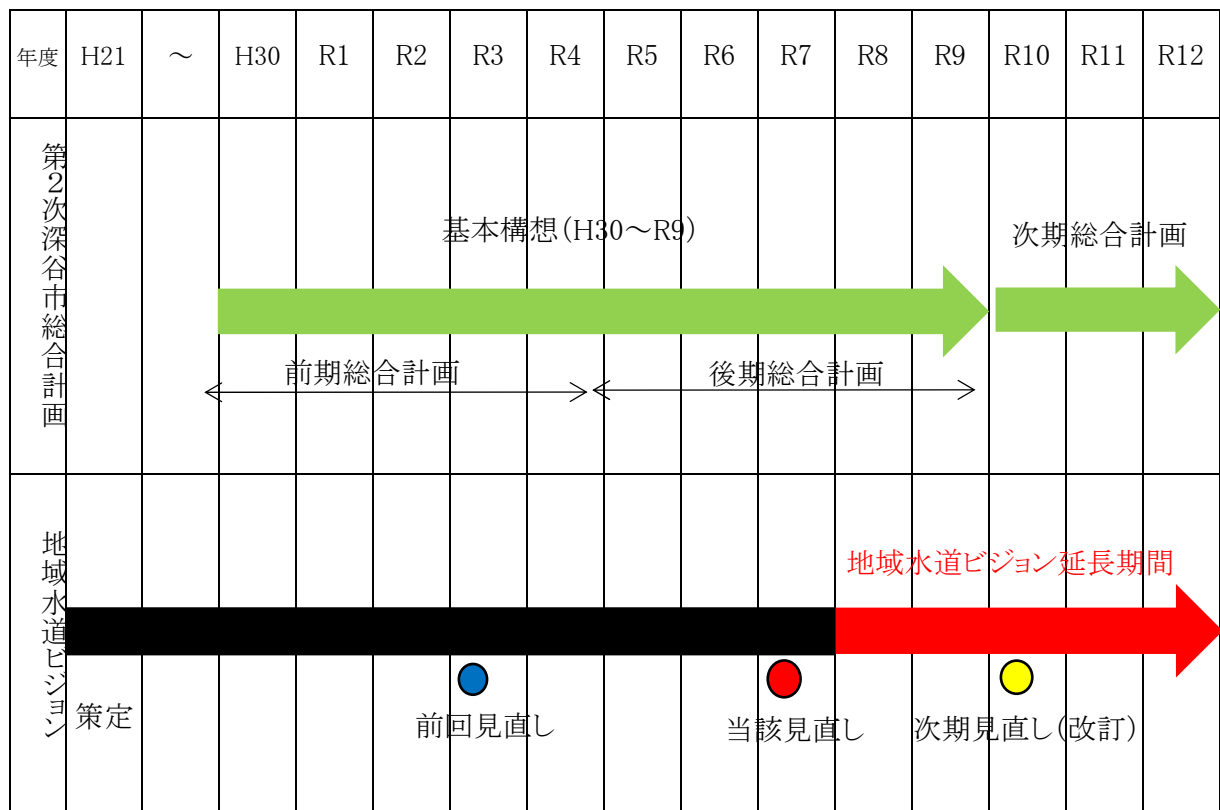 年度 H21 ～ H30 R1 R2 R3 R4 R5 R6 R7 R8 R9 R10 R11 R12
第2次深谷市総合計画
基本構想(H30～R9)
次期総合計画
前期総合計画
後期総合計画
地域水道ビジョン
地域水道ビジョン延長期間
策定
前回見直し
当該見直し
次期見直し(改訂)